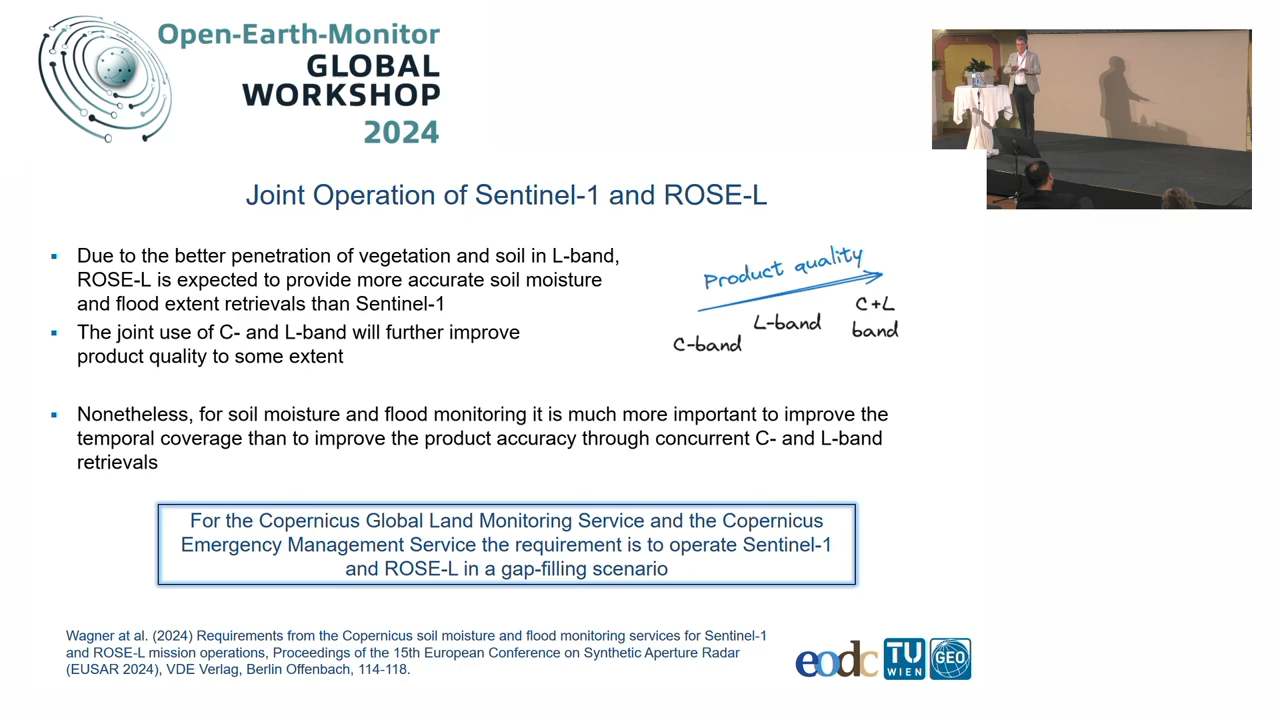 Open-Earth-Monitor
GLOBAL
WORKSHOP
2024
Joint Operation of Sentinel-1 and ROSE-L
Due to the better penetration of vegetation and soil in L-band,
ROSE-L is expected to provide more accurate soil moisture
and flood extent retrievals than Sentinel-1
The joint use of C- and L-band will further improve
product quality to some extent
Product quality
C-band
L-band
C+L
band
Nonetheless, for soil moisture and flood monitoring it is much more important to improve the
temporal coverage than to improve the product accuracy through concurrent C- and L-band
retrievals
For the Copernicus Global Land Monitoring Service and the Copernicus
Emergency Management Service the requirement is to operate Sentinel-1
and ROSE-L in a gap-filling scenario
Wagner at al. (2024) Requirements from the Copernicus soil moisture and flood monitoring services for Sentinel-1
and ROSE-L mission operations, Proceedings of the 15th European Conference on Synthetic Aperture Radar
(EUSAR 2024), VDE Verlag, Berlin Offenbach, 114-118.
eodc
TU
WIEN
GEO